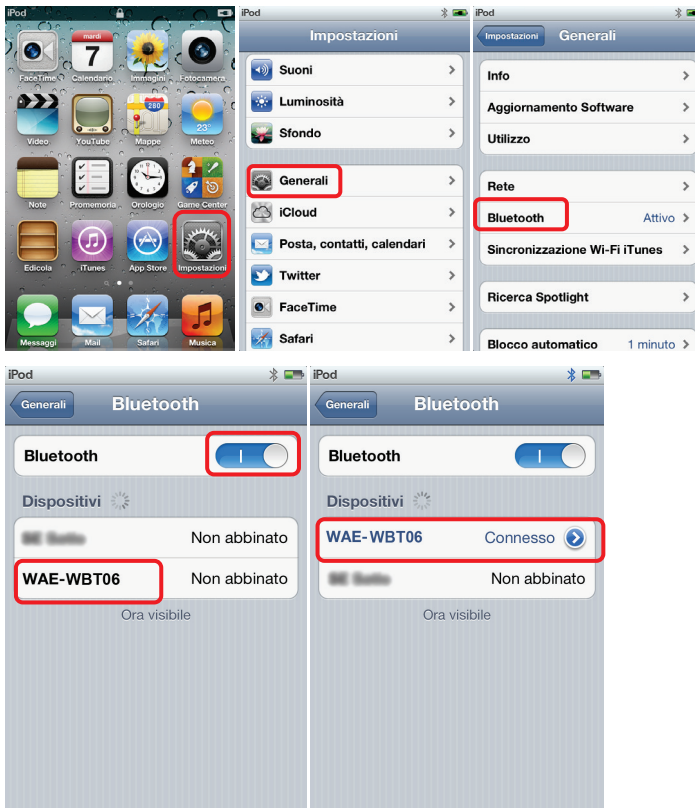 iPod
FaceTime
Calendario
Immagini
Fotocamera
martedì
7
Video
YouTube
Mappe
Meteo
280
23°
Note
Promemoria
Orologio
Game Center
Edicola
iTunes
App Store
Impostazioni
Messaggi
Mail
Safari
Musica
iPod
Impostazioni
Suoni
Luminosità
Sfondo
Generali
iCloud
Posta, contatti, calendari
Twitter
FaceTime
Safari
iPod
Impostazioni
Generali
Info
Aggiornamento Software
Utilizzo
Rete
Bluetooth Attivo
Sincronizzazione Wi-Fi iTunes
Ricerca Spotlight
Blocco automatico 1 minuto
iPod
Generali
Bluetooth
Bluetooth
Dispositivi
Non abbinato
WAE-WBT06 Non abbinato
Ora visibile
iPod
Generali
Bluetooth
Bluetooth
Dispositivi
WAE-WBT06 Connesso
Non abbinato
Ora visibile